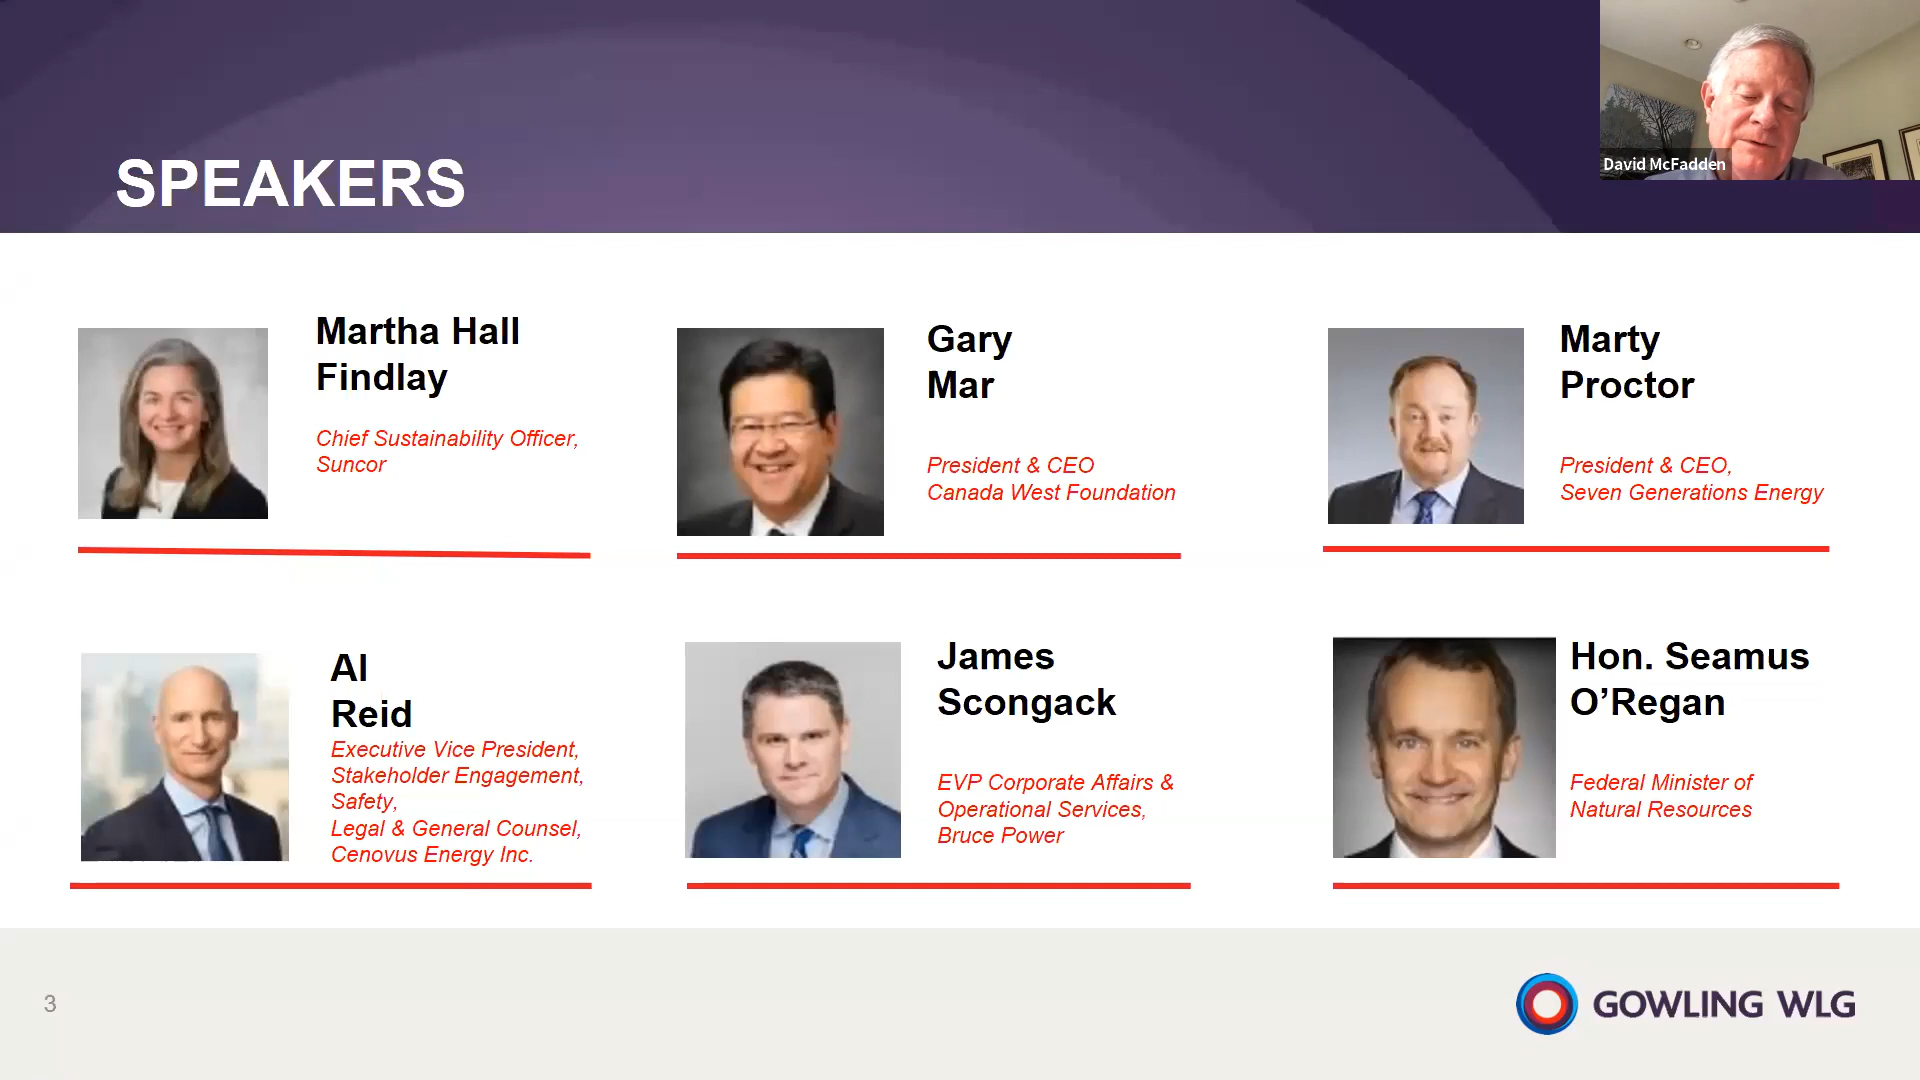 David McFadden
SPEAKERS
Martha Hall
Findlay
Chief Sustainability Officer,
Suncor
Gary
Mar
President & CEO
Canada West Foundation
Marty
Proctor
President & CEO,
Seven Generations Energy
Al
Reid
Executive Vice President,
Stakeholder Engagement,
Safety,
Legal & General Counsel,
Cenovus Energy Inc.
James
Scongack
EVP Corporate Affairs &
Operational Services,
Bruce Power
Hon. Seamus
O’Regan
Federal Minister of
Natural Resources
3
GOWLING WLG